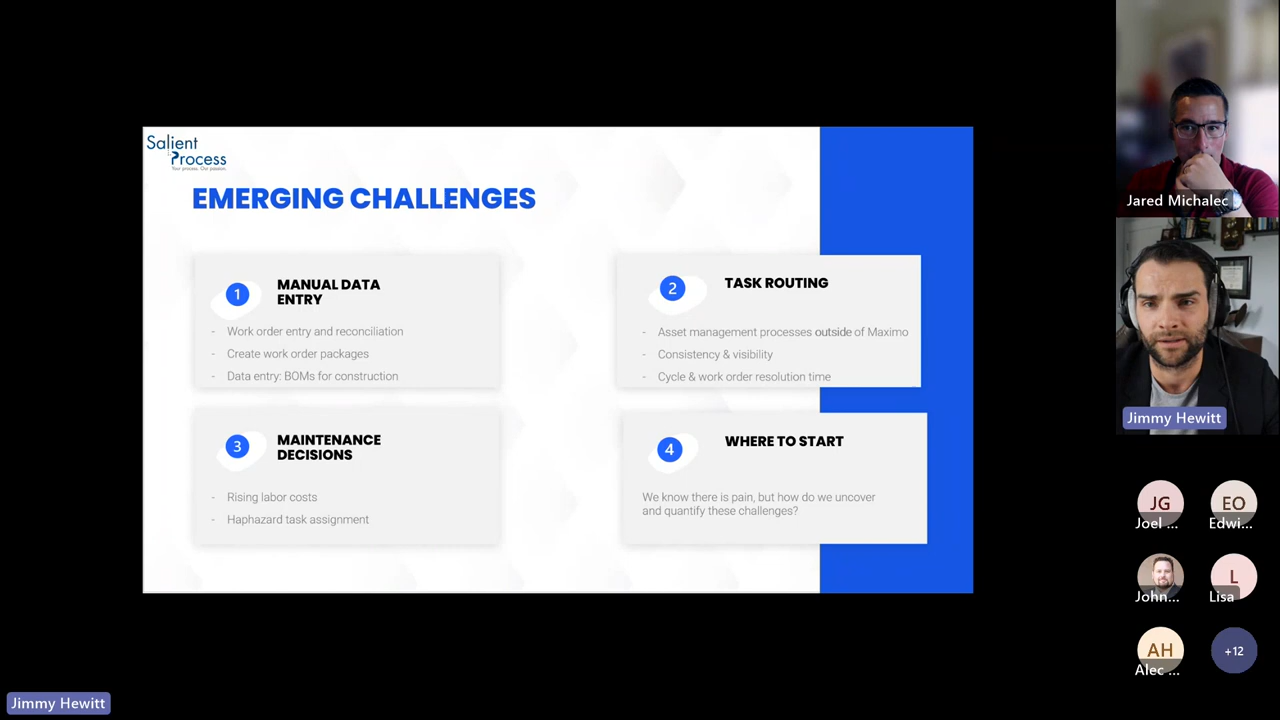 Salient
Process
Your process. Our passion.
EMERGING CHALLENGES
1
MANUAL DATA
ENTRY
- Work order entry and reconciliation
- Create work order packages
- Data entry: BOMs for construction
2
TASK ROUTING
- Asset management processes outside of Maximo
- Consistency & visibility
- Cycle & work order resolution time
3
MAINTENANCE
DECISIONS
- Rising labor costs
- Haphazard task assignment
4
WHERE TO START
We know there is pain, but how do we uncover
and quantify these challenges?
Jared Michalec
Jimmy Hewitt
JG
Joel ...
EO
Edwi...
John...
L
Lisa
AH
Alec ...
+12
Jimmy Hewitt